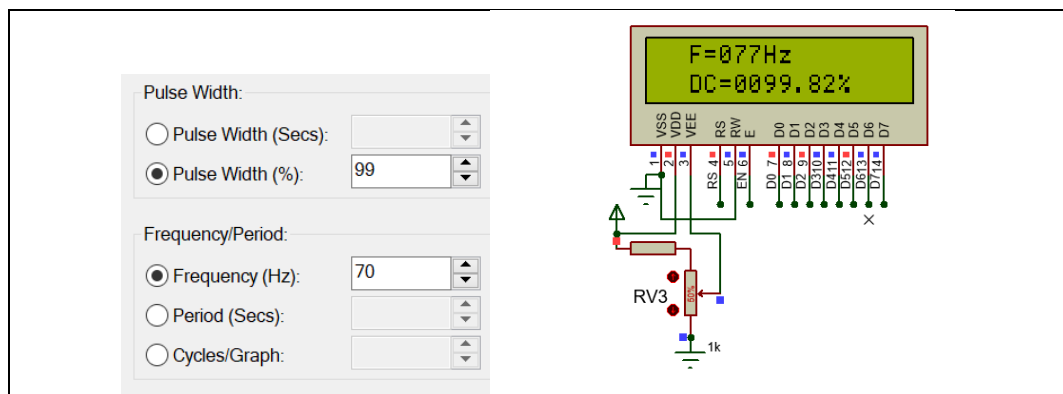 Pulse Width:
Pulse Width (Secs):
Pulse Width (%): 99
Frequency/Period:
Frequency (Hz): 70
Period (Secs):
Cycles/Graph:
F=077Hz
DC=0099.82%
VSS VDD VEE RS RW E D0 D1 D2 D3 D4 D5 D6 D7
1 2 3 4 5 6 7 8 9 10 11 12 13 14
RS EN D0 D1 D2 D3 D4 D5 D6 D7
RV3
50%
1k